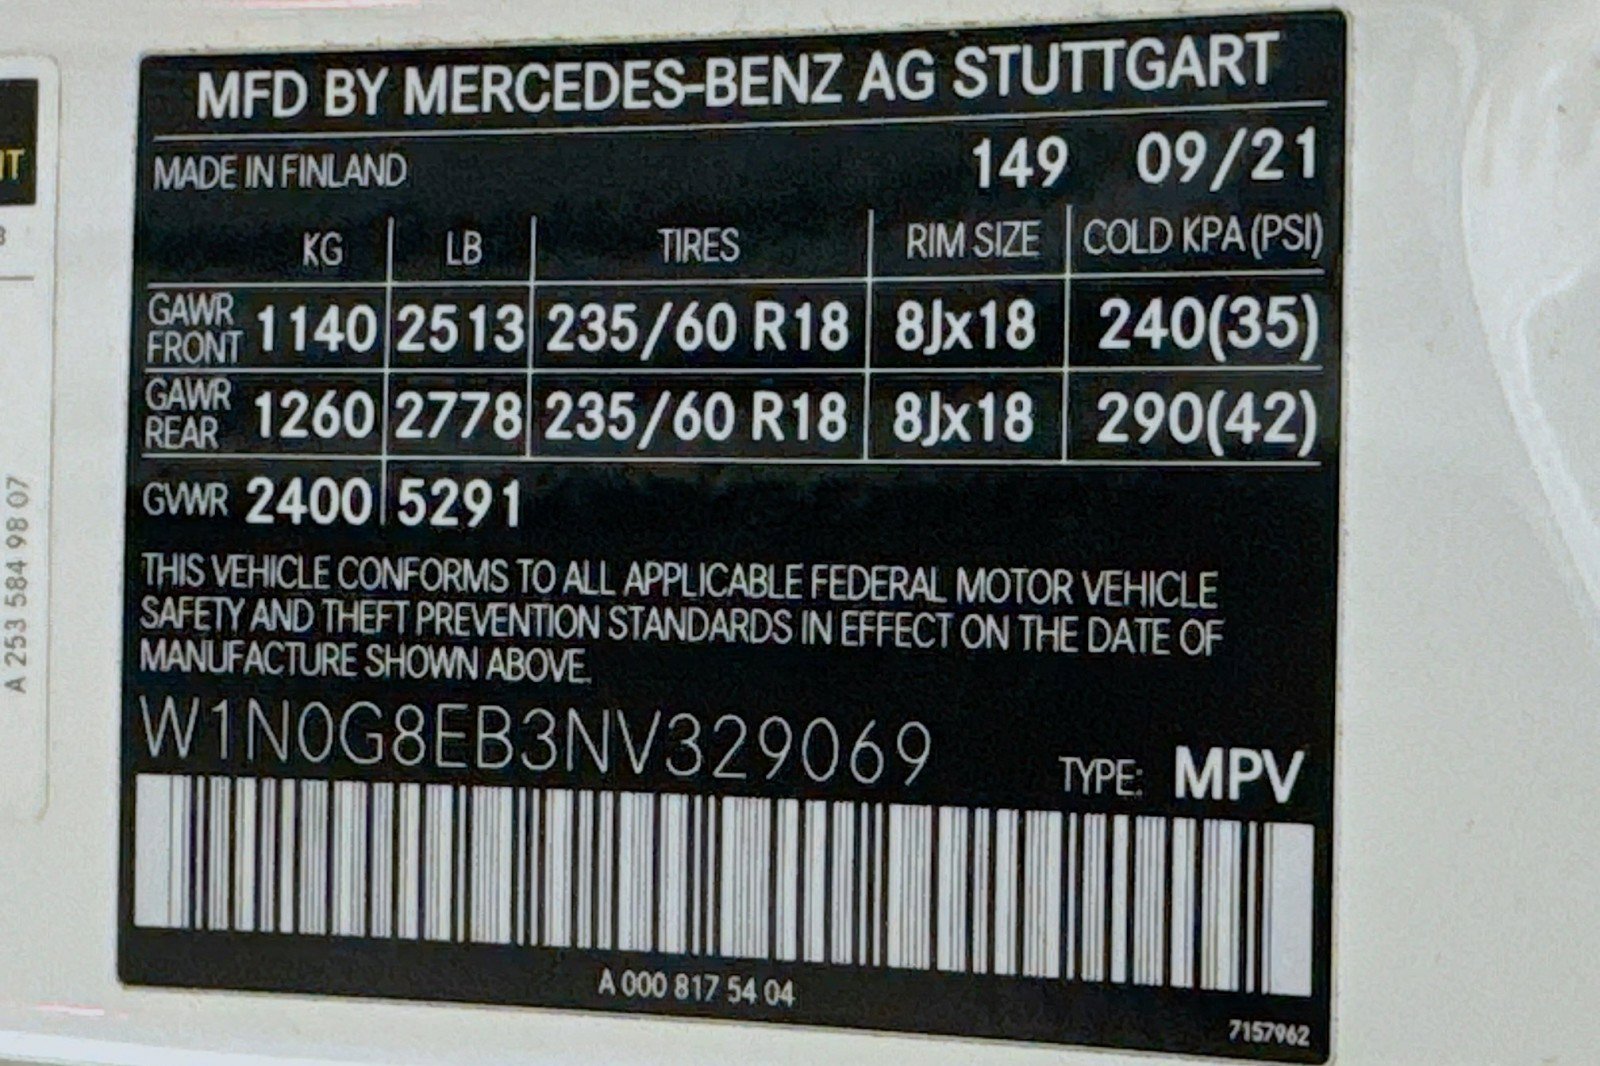 MFD BY MERCEDES-BENZ AG STUTTGART
MADE IN FINLAND 149 09/21
KG LB TIRES RIM SIZE COLD KPA (PSI)
GAWR FRONT 1140 2513 235/60 R18 8Jx18 240(35)
GAWR REAR 1260 2778 235/60 R18 8Jx18 290(42)
GVWR 2400 5291
THIS VEHICLE CONFORMS TO ALL APPLICABLE FEDERAL MOTOR VEHICLE
SAFETY AND THEFT PREVENTION STANDARDS IN EFFECT ON THE DATE OF
MANUFACTURE SHOWN ABOVE.
W1N0G8EB3NV329069 TYPE: MPV
A 000 817 54 04
7157962
A 253 584 98 07